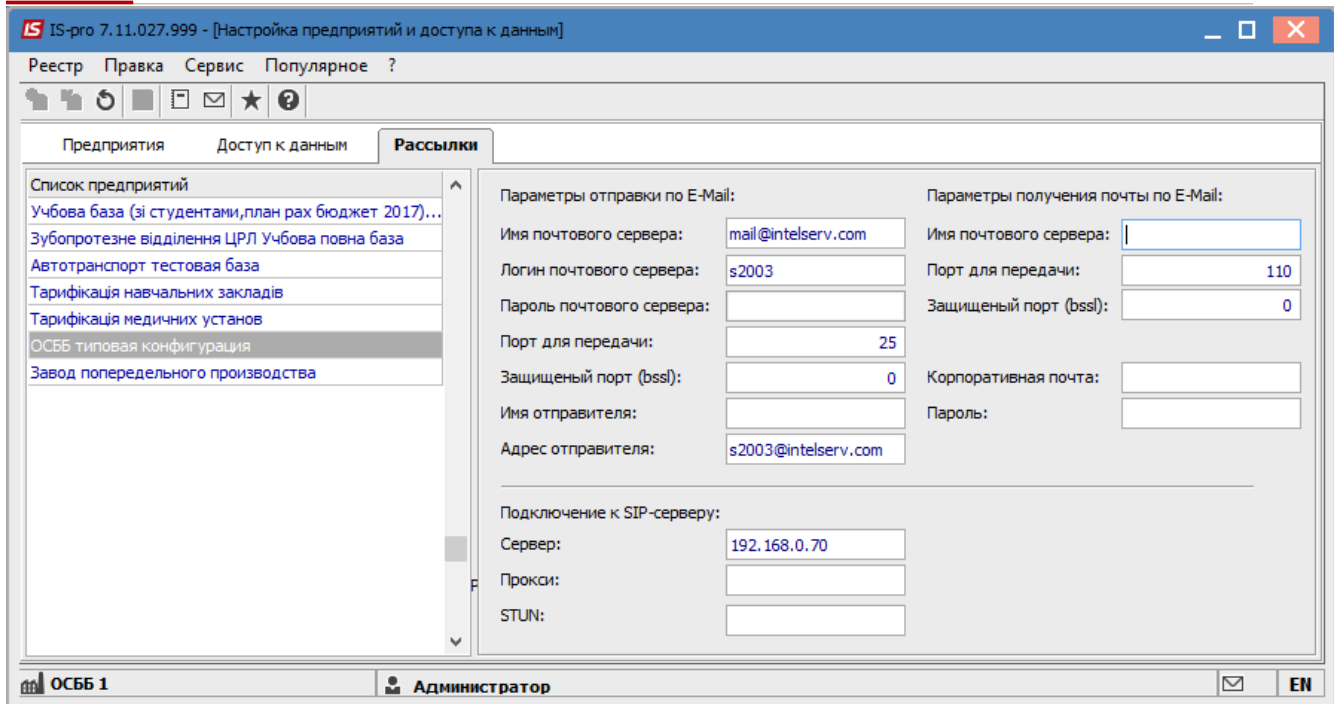 IS IS-pro 7.11.027.999 - [Настройка предприятий и доступа к данным]
Реестр Правка Сервис Популярное ?
Предприятия Доступ к данным Рассылки
Список предприятий
Учбова база (зі студентами,план рах бюджет 2017)...
Зубопротезне відділення ЦРЛ Учбова повна база
Автотранспорт тестовая база
Тарифікація навчальних закладів
Тарифікація медичних установ
ОСББ типовая конфигурация
Завод попередельного производства
Параметры отправки по E-Mail:
Имя почтового сервера: mail@intelserv.com
Логин почтового сервера: s2003
Пароль почтового сервера:
Порт для передачи: 25
Защищеный порт (bssl): 0
Имя отправителя:
Адрес отправителя: s2003@intelserv.com
Параметры получения почты по E-Mail:
Имя почтового сервера:
Порт для передачи: 110
Защищеный порт (bssl): 0
Корпоративная почта:
Пароль:
Подключение к SIP-серверу:
Сервер: 192.168.0.70
Р
Прокси:
STUN:
ОСББ 1 Администратор EN